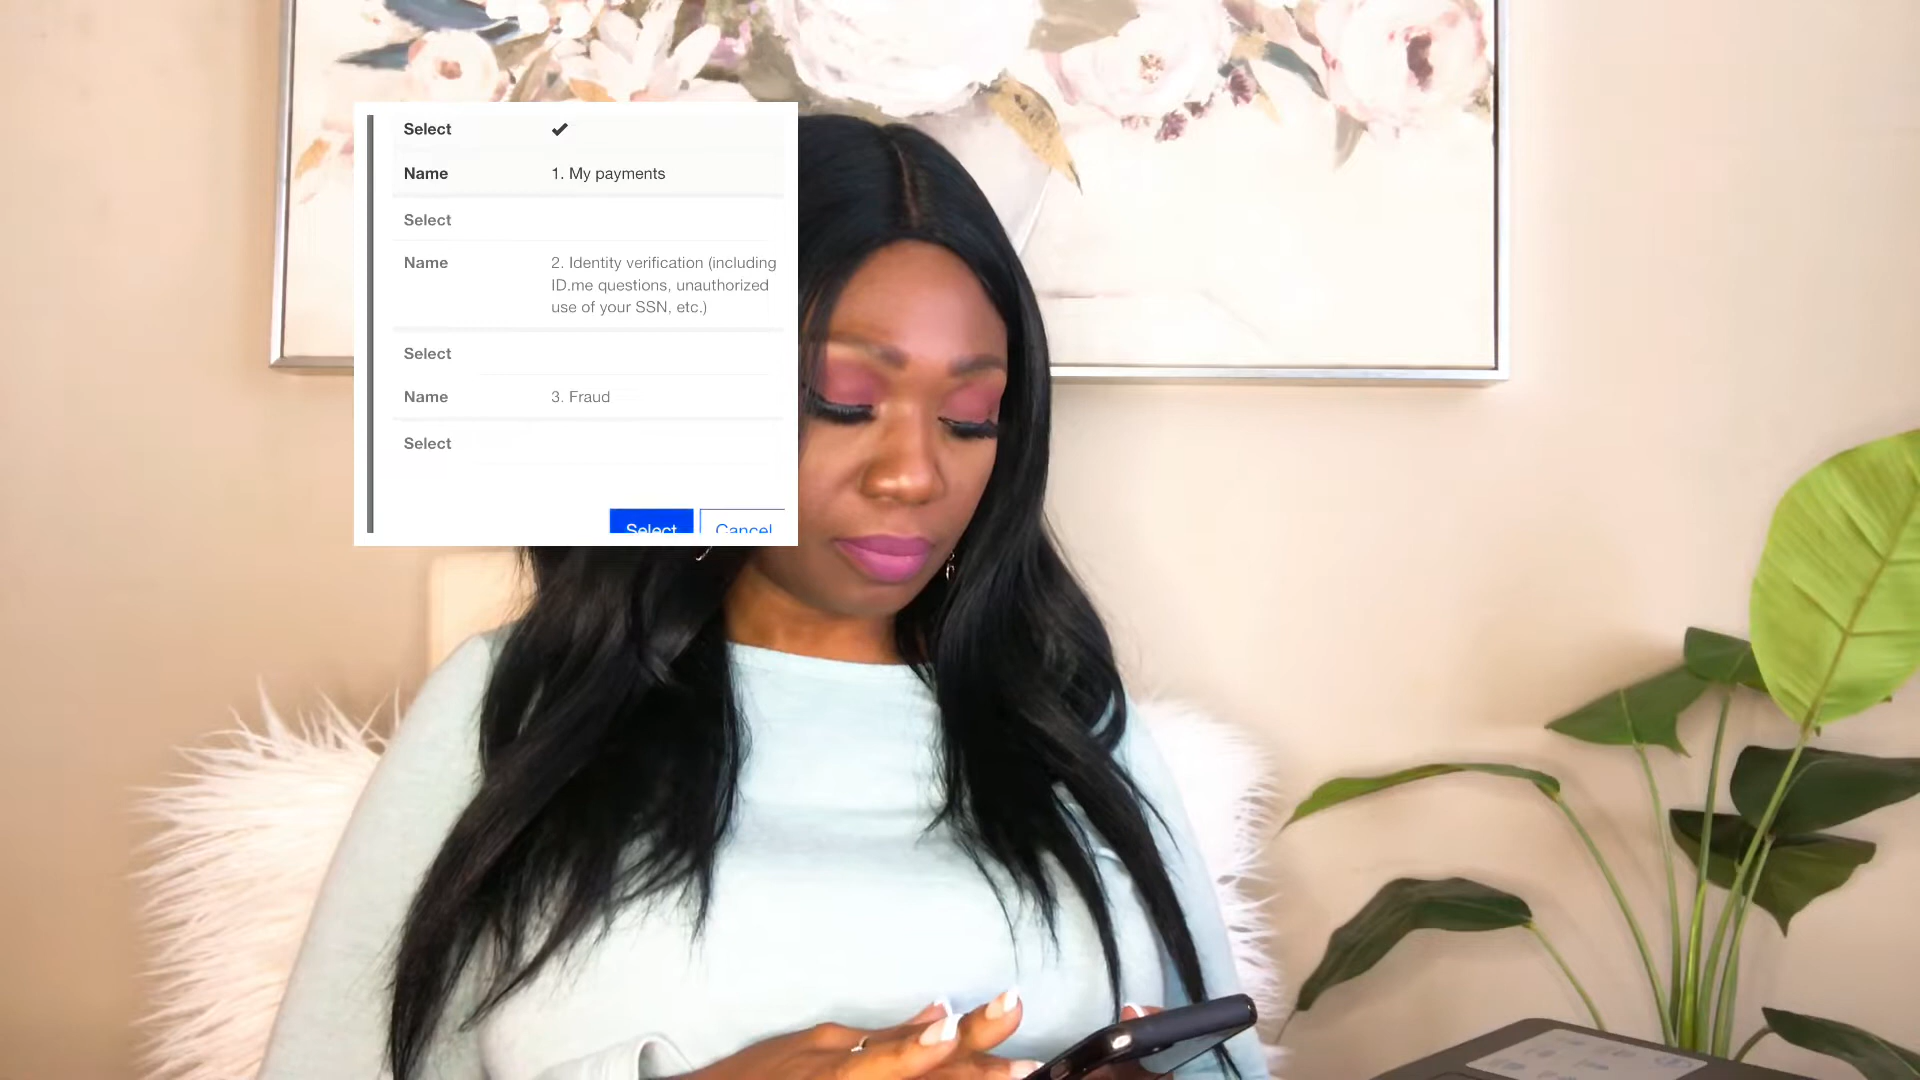 Select ✔
Name 1. My payments
Select
Name 2. Identity verification (including
ID.me questions, unauthorized
use of your SSN, etc.)
Select
Name 3. Fraud
Select
Select Cancel